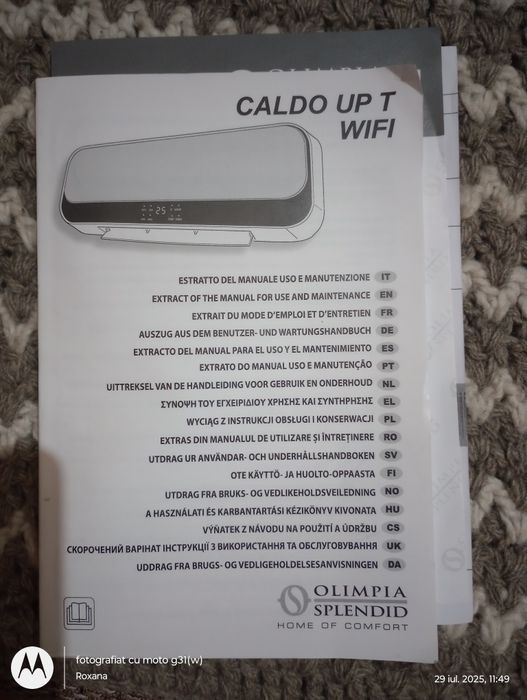 CALDO UP T
WIFI
25
ESTRATTO DEL MANUALE USO E MANUTENZIONE IT
EXTRACT OF THE MANUAL FOR USE AND MAINTENANCE EN
EXTRAIT DU MODE D'EMPLOI ET D'ENTRETIEN FR
AUSZUG AUS DEM BENUTZER- UND WARTUNGSHANDBUCH DE
EXTRACTO DEL MANUAL PARA EL USO Y EL MANTENIMIENTO ES
EXTRATO DO MANUAL USO E MANUTENÇÃO PT
UITTREKSEL VAN DE HANDLEIDING VOOR GEBRUIK EN ONDERHOUD NL
ΣΥΝΟΨΗ ΤΟΥ ΕΓΧΕΙΡΙΔΙΟΥ ΧΡΗΣΗΣ ΚΑΙ ΣΥΝΤΗΡΗΣΗΣ EL
WYCIĄG Z INSTRUKCJI OBSŁUGI I KONSERWACJI PL
EXTRAS DIN MANUALUL DE UTILIZARE ȘI ÎNTREȚINERE RO
UTDRAG UR ANVÄNDAR- OCH UNDERHÅLLSHANDBOKEN SV
OTE KÄYTTÖ- JA HUOLTO-OPPAASTA FI
UTDRAG FRA BRUKS- OG VEDLIKEHOLDSVEILEDNING NO
A HASZNÁLATI ÉS KARBANTARTÁSI KÉZIKÖNYV KIVONATA HU
VÝŇATEK Z NÁVODU NA POUŽITÍ A ÚDRŽBU CS
СКОРОЧЕНИЙ ВАРІНАТ ІНСТРУКЦІЇ З ВИКОРИСТАННЯ ТА ОБСЛУГОВУВАННЯ UK
UDDRAG FRA BRUGS- OG VEDLIGEHOLDELSESANVISNINGEN DA
OLIMPIA
SPLENDID
HOME OF COMFORT
fotografiat cu moto g31(w)
Roxana
29 iul. 2025, 11:49